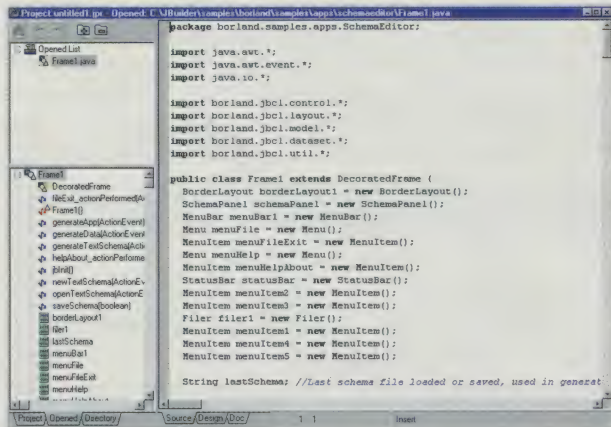 Project: untitled1.jpr - Opened: C:\JBuilder\samples\borland\samples\apps\schemaeditor\Frame1.java
Opened List
Frame1.java
Frame1
DecoratedFrame
fileExit_actionPerformed(A
Frame1()
generateApp(ActionEvent)
generateData(ActionEvent
generateTextSchema(Acti
helpAbout_actionPerforme
jbInit()
newTextSchema(ActionEv
openTextSchema(ActionE
saveSchema(boolean)
borderLayout1
filer1
lastSchema
menuBar1
menuFile
menuFileExit
menuHelp
Project Opened Directory
package borland.samples.apps.SchemaEditor;
import java.awt.*;
import java.awt.event.*;
import java.io.*;
import borland.jbcl.control.*;
import borland.jbcl.layout.*;
import borland.jbcl.model.*;
import borland.jbcl.dataset.*;
import borland.jbcl.util.*;
public class Frame1 extends DecoratedFrame {
BorderLayout borderLayout1 = new BorderLayout();
SchemaPanel schemaPanel = new SchemaPanel();
MenuBar menuBar1 = new MenuBar();
Menu menuFile = new Menu();
MenuItem menuFileExit = new MenuItem();
Menu menuHelp = new Menu();
MenuItem menuHelpAbout = new MenuItem();
StatusBar statusBar = new StatusBar();
MenuItem menuItem2 = new MenuItem();
MenuItem menuItem3 = new MenuItem();
Filer filer1 = new Filer();
MenuItem menuItem1 = new MenuItem();
MenuItem menuItem4 = new MenuItem();
MenuItem menuItem5 = new MenuItem();
String lastSchema; //Last schema file loaded or saved, used in generat
Source Design Doc 1 1 Insert